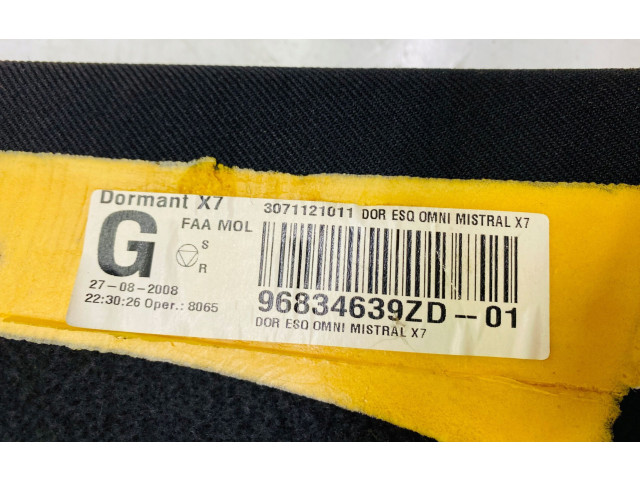 Dormant X7
G
FAA MOL
S
R
27-08-2008
22:30:26 Oper.: 8065
3071121011 DOR ESQ OMNI MISTRAL X7
96834639ZD --01
DOR ESQ OMNI MISTRAL X7